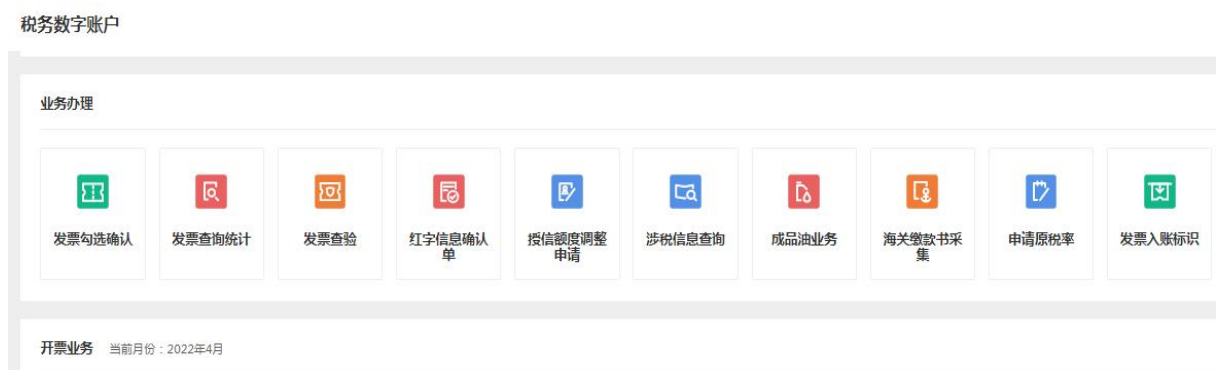 税务数字账户
业务办理
发票勾选确认
发票查询统计
发票查验
红字信息确认
单
授信额度调整
申请
涉税信息查询
成品油业务
海关缴款书采
集
申请原税率
发票入账标识
开票业务 当前月份：2022年4月